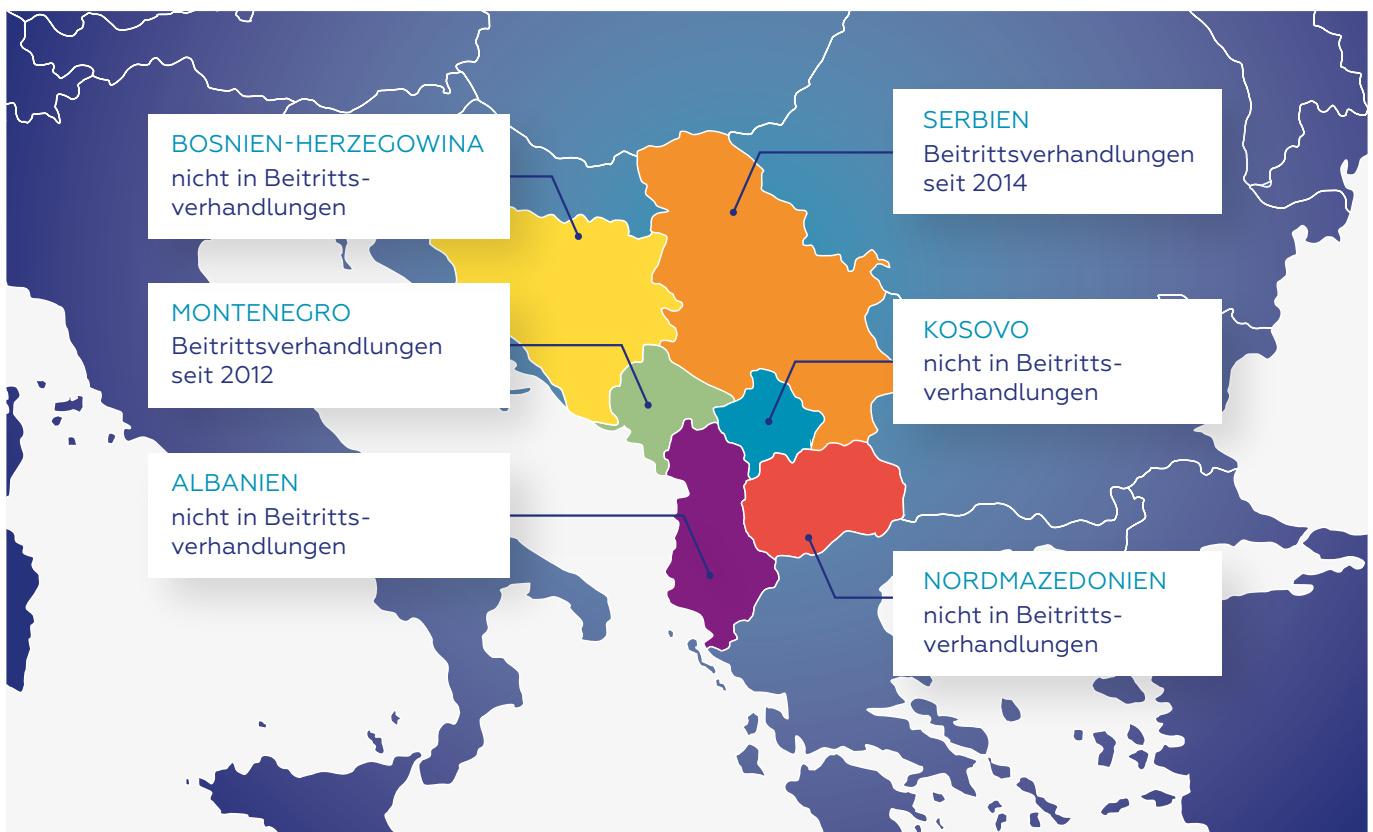 BOSNIEN-HERZEGOWINA
nicht in Beitritts-
verhandlungen
MONTENEGRO
Beitrittsverhandlungen
seit 2012
ALBANIEN
nicht in Beitritts-
verhandlungen
SERBIEN
Beitrittsverhandlungen
seit 2014
KOSOVO
nicht in Beitritts-
verhandlungen
NORDMAZEDONIEN
nicht in Beitritts-
verhandlungen